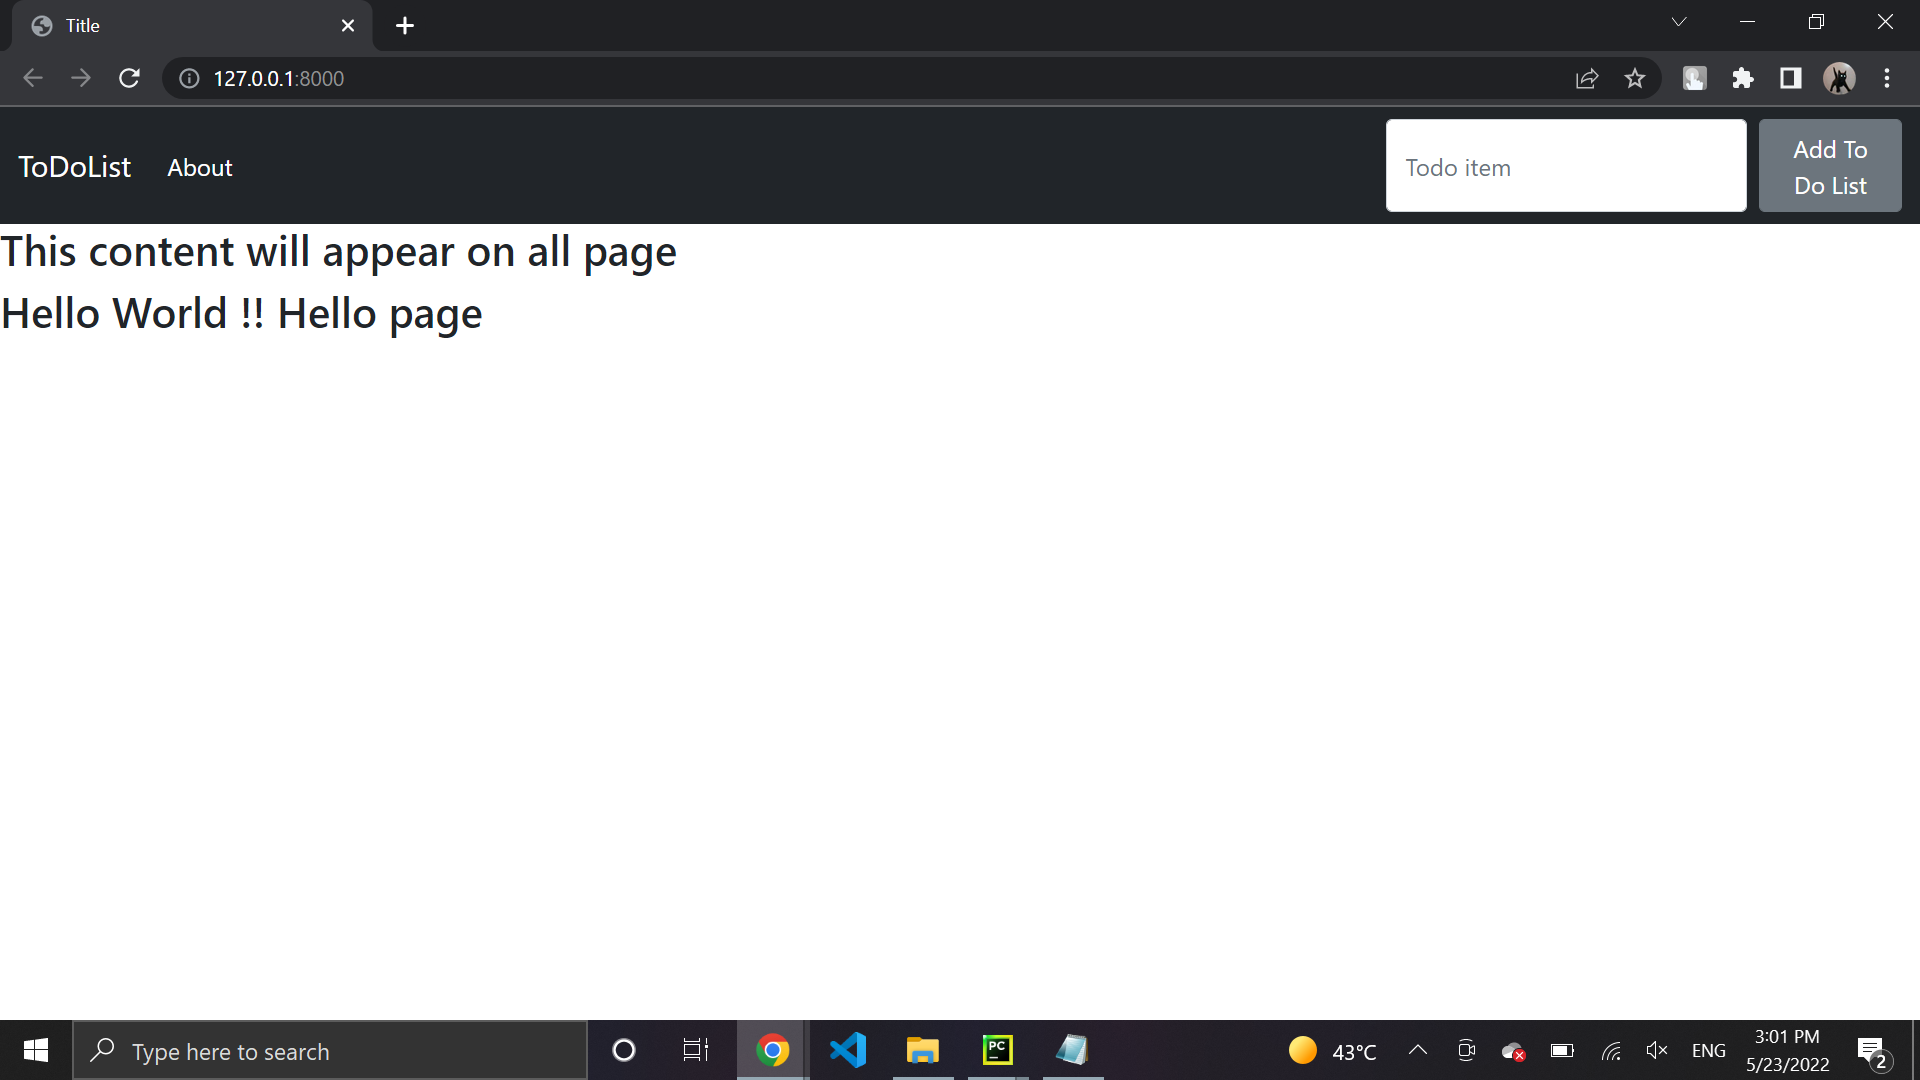 Title
127.0.0.1:8000
ToDoList
About
Todo item
Add To
Do List
This content will appear on all page
Hello World !! Hello page
Type here to search
PC
43°C
ENG
3:01 PM
5/23/2022
2